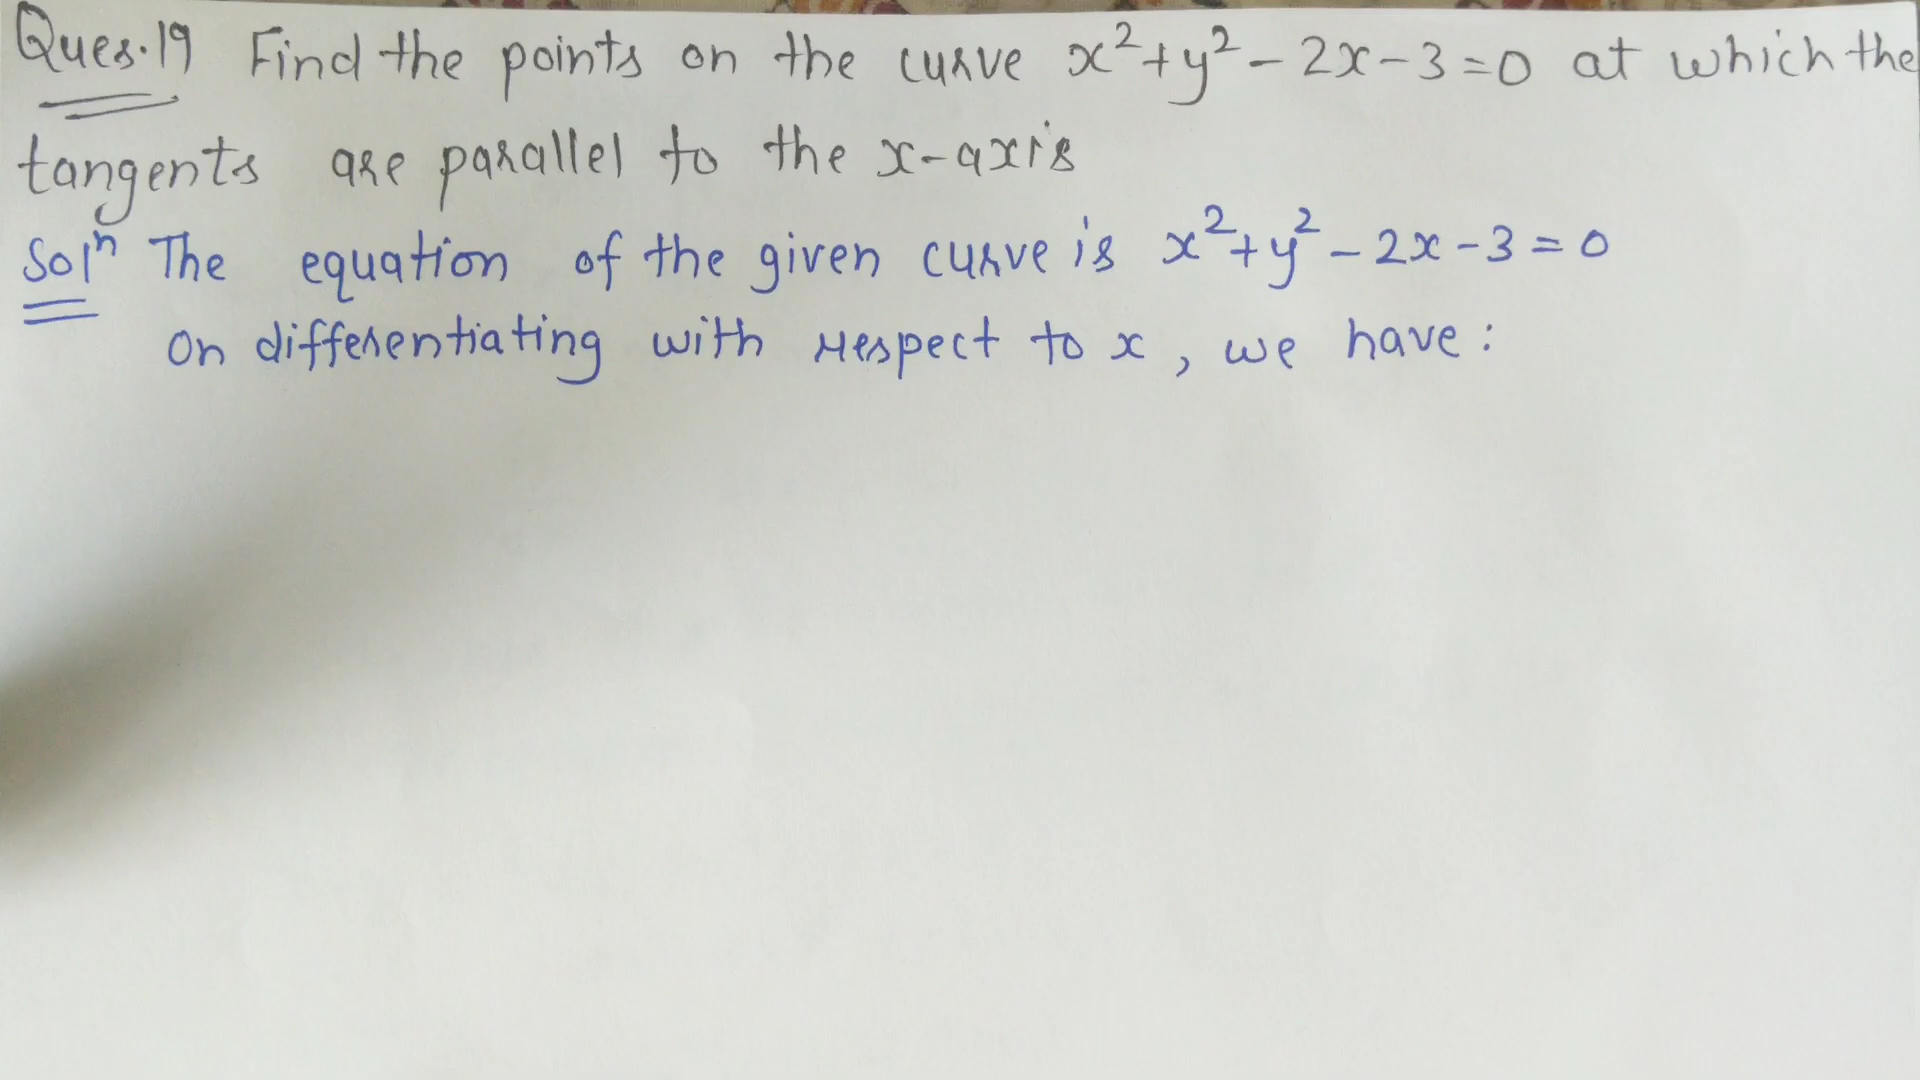 Ques.19 Find the points on the curve x²+y²-2x-3=0 at which the
tangents are parallel to the x-axis
Solⁿ The equation of the given curve is x²+y²-2x-3=0
On differentiating with respect to x, we have: